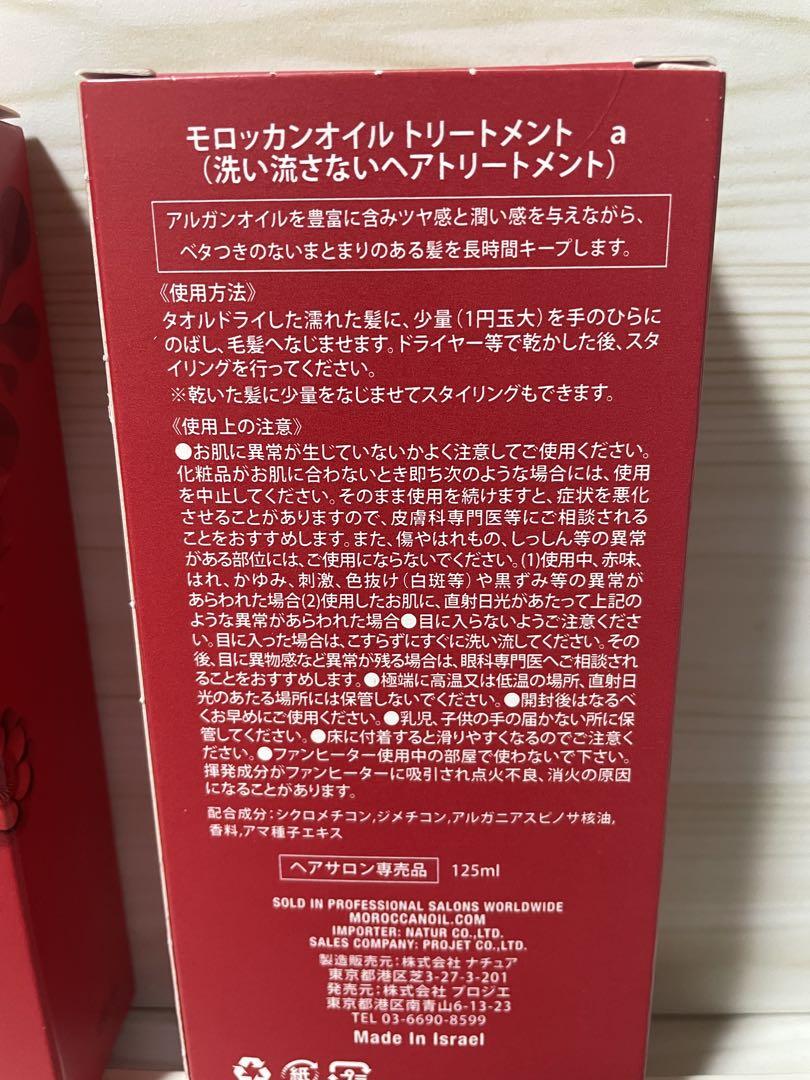 モロッカンオイル トリートメント a
(洗い流さないヘアトリートメント)
アルガンオイルを豊富に含みツヤ感と潤い感を与えながら、
ベタつきのないまとまりのある髪を長時間キープします。
《使用方法》
タオルドライした濡れた髪に、少量(1円玉大)を手のひらに
のばし、毛髪へなじませます。ドライヤー等で乾かした後、スタ
イリングを行ってください。
※乾いた髪に少量をなじませてスタイリングもできます。
《使用上の注意》
●お肌に異常が生じていないかよく注意してご使用ください。
化粧品がお肌に合わないとき即ち次のような場合には、使用
を中止してください。そのまま使用を続けますと、症状を悪化
させることがありますので、皮膚科専門医等にご相談される
ことをおすすめします。また、傷やはれもの、しっしん等の異常
がある部位には、ご使用にならないでください。(1)使用中、赤味、
はれ、かゆみ、刺激、色抜け(白斑等)や黒ずみ等の異常が
あらわれた場合(2)使用したお肌に、直射日光があたって上記の
ような異常があらわれた場合●目に入らないようご注意くださ
い。目に入った場合は、こすらずにすぐに洗い流してください。その
後、目に異物感など異常が残る場合は、眼科専門医へご相談され
ることをおすすめします。●極端に高温又は低温の場所、直射日
光のあたる場所には保管しないでください。●開封後はなるべ
くお早めにご使用ください。●乳児、子供の手の届かない所に保
管してください。●床に付着すると滑りやすくなるのでご注意く
ださい。●ファンヒーター使用中の部屋で使わないで下さい。
揮発成分がファンヒーターに吸引され点火不良、消火の原因
になることがあります。
配合成分:シクロメチコン,ジメチコン,アルガニアスピノサ核油,
香料,アマ種子エキス
ヘアサロン専売品 125ml
SOLD IN PROFESSIONAL SALONS WORLDWIDE
MOROCCANOIL.COM
IMPORTER: NATUR CO.,LTD.
SALES COMPANY: PROJET CO.,LTD.
製造販売元:株式会社 ナチュア
東京都港区芝3-27-3-201
発売元:株式会社 プロジエ
東京都港区南青山6-13-23
TEL 03-6690-8599
Made In Israel
紙 プラ